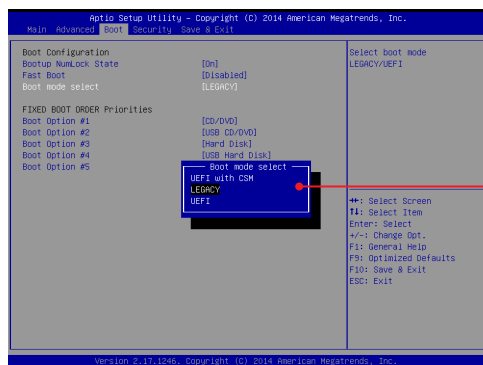 Aptio Setup Utility – Copyright (C) 2014 American Megatrends, Inc.
Main Advanced Boot Security Save & Exit
Boot Configuration
Bootup NumLock State [On]
Fast Boot [Disabled]
Boot mode select [LEGACY]
FIXED BOOT ORDER Priorities
Boot Option #1 [CD/DVD]
Boot Option #2 [USB CD/DVD]
Boot Option #3 [Hard Disk]
Boot Option #4 [USB Hard Disk]
Boot Option #5
Boot mode select
UEFI with CSM
LEGACY
UEFI
Select boot mode
LEGACY/UEFI
→←: Select Screen
↑↓: Select Item
Enter: Select
+/-: Change Opt.
F1: General Help
F9: Optimized Defaults
F10: Save & Exit
ESC: Exit
Version 2.17.1246. Copyright (C) 2014 American Megatrends, Inc.